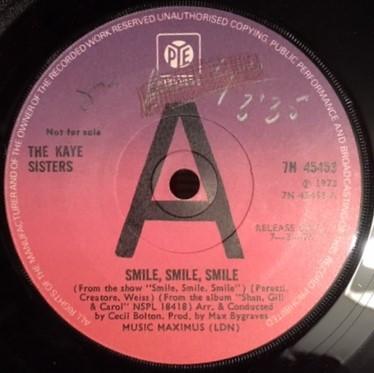 ALL RIGHTS OF THE MANUFACTURER AND OF THE OWNER OF THE RECORDED WORK RESERVED UNAUTHORISED COPYING PUBLIC PERFORMANCE AND BROADCASTING OF THIS RECORD PROHIBITED
PYE
Not for sale
THE KAYE
SISTERS
A
3'35
7N 45453
℗ 1973
7N 45453-A
RELEASE
SMILE, SMILE, SMILE
(From the show "Smile, Smile, Smile") (Peretti,
Creatore, Weiss) (From the album "Shan, Gill
& Carol" NSPL 18418) Arr. & Conducted
by Cecil Bolton. Prod. by Max Bygraves
MUSIC MAXIMUS (LDN)